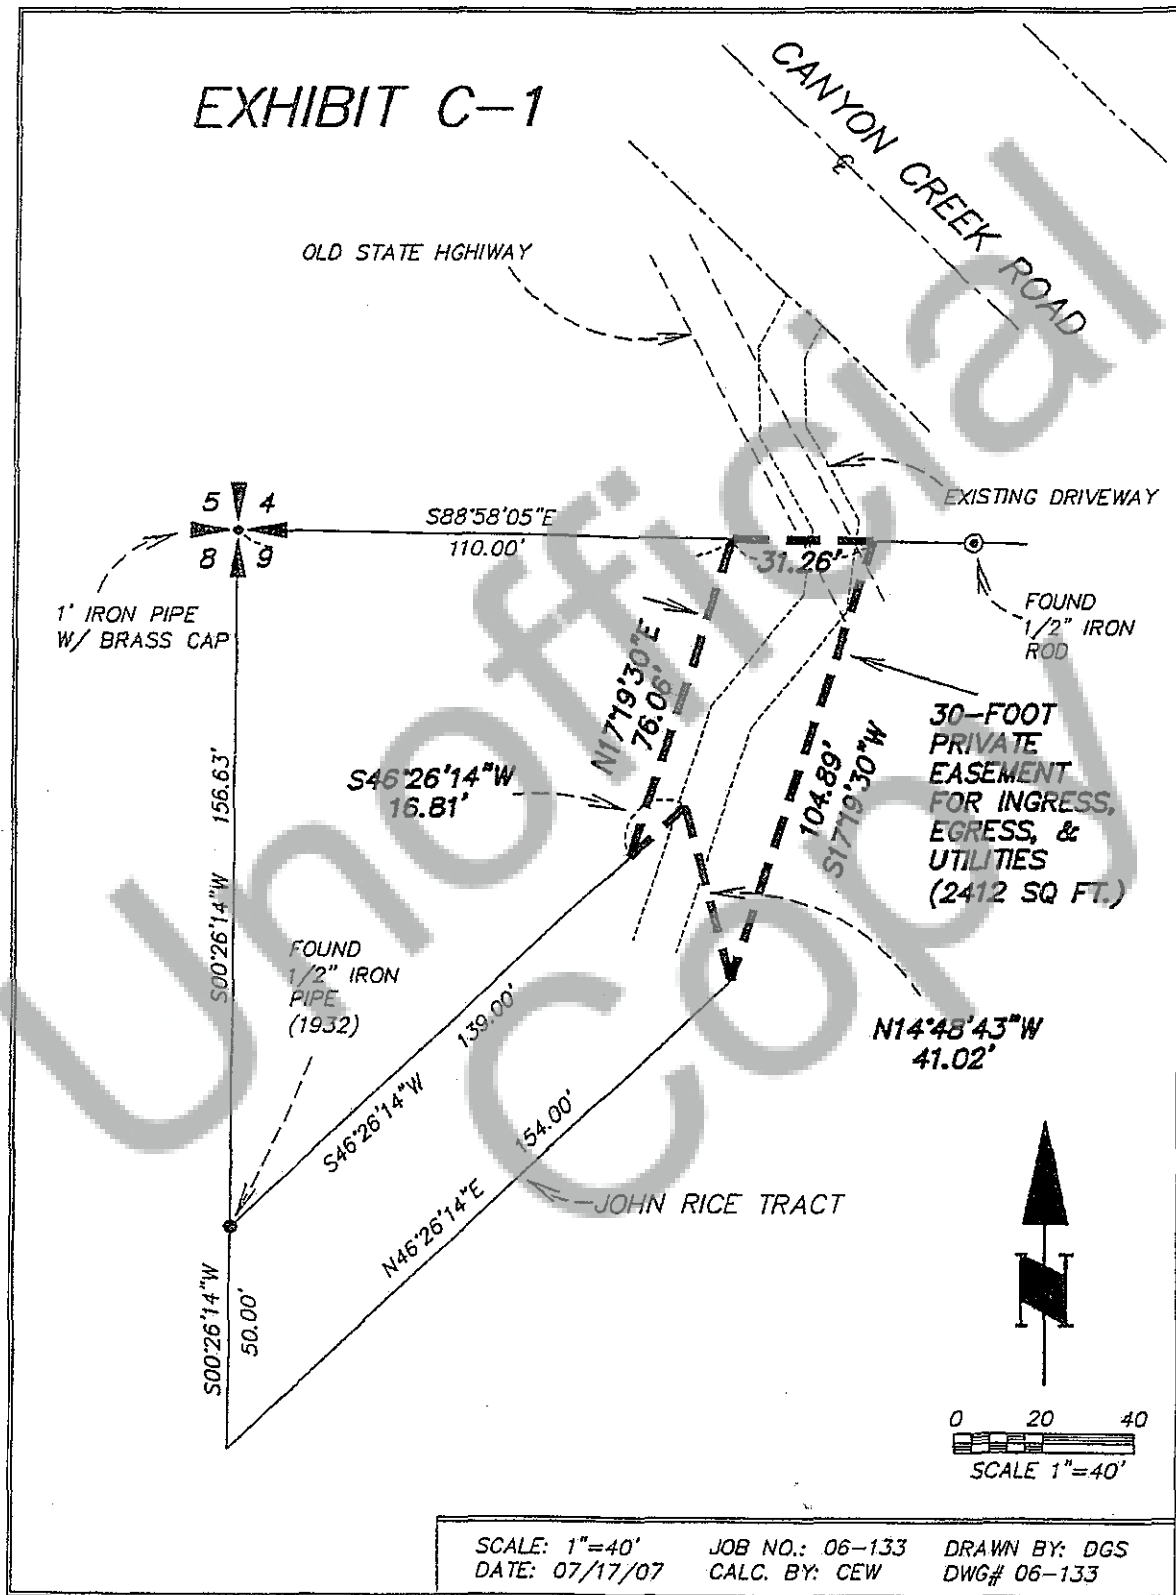 EXHIBIT C-1
CANYON CREEK ROAD
℄
OLD STATE HGHIWAY
EXISTING DRIVEWAY
5 4
8 9
S88°58'05"E
110.00'
31.26'
1' IRON PIPE
W/ BRASS CAP
FOUND
1/2" IRON
ROD
N17°19'30"E
76.06'
30-FOOT
PRIVATE
EASEMENT
FOR INGRESS,
EGRESS, &
UTILITIES
(2412 SQ FT.)
S46°26'14"W
16.81'
104.89'
S17°19'30"W
S00°26'14"W 156.63'
FOUND
1/2" IRON
PIPE
(1932)
139.00'
S46°26'14"W
N14°48'43"W
41.02'
154.00'
N46°26'14"E
JOHN RICE TRACT
S00°26'14"W
50.00'
N
0 20 40
SCALE 1"=40'
SCALE: 1"=40' JOB NO.: 06-133 DRAWN BY: DGS
DATE: 07/17/07 CALC. BY: CEW DWG# 06-133
Unofficial
Copy